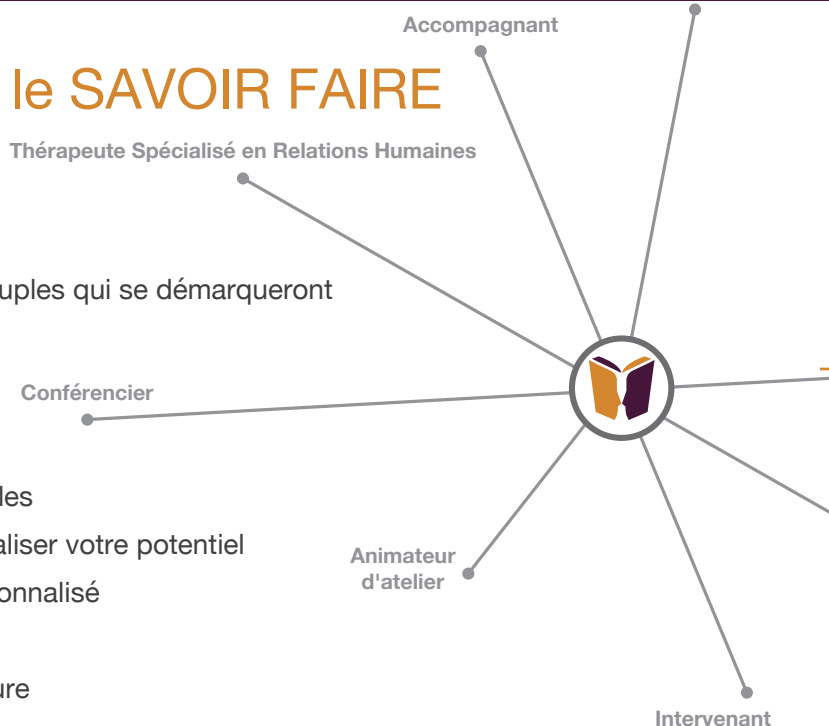 Accompagnant
le SAVOIR FAIRE
Thérapeute Spécialisé en Relations Humaines
uples qui se démarqueront
Conférencier
les
aliser votre potentiel
Animateur
d'atelier
onnalisé
ure
Intervenant